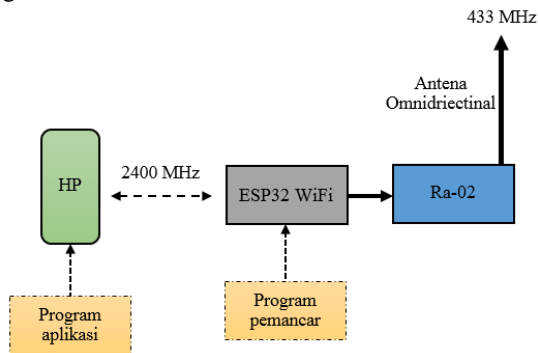 433 MHz
Antena
Omnidriectinal
HP
2400 MHz
ESP32 WiFi
Ra-02
Program
aplikasi
Program
pemancar